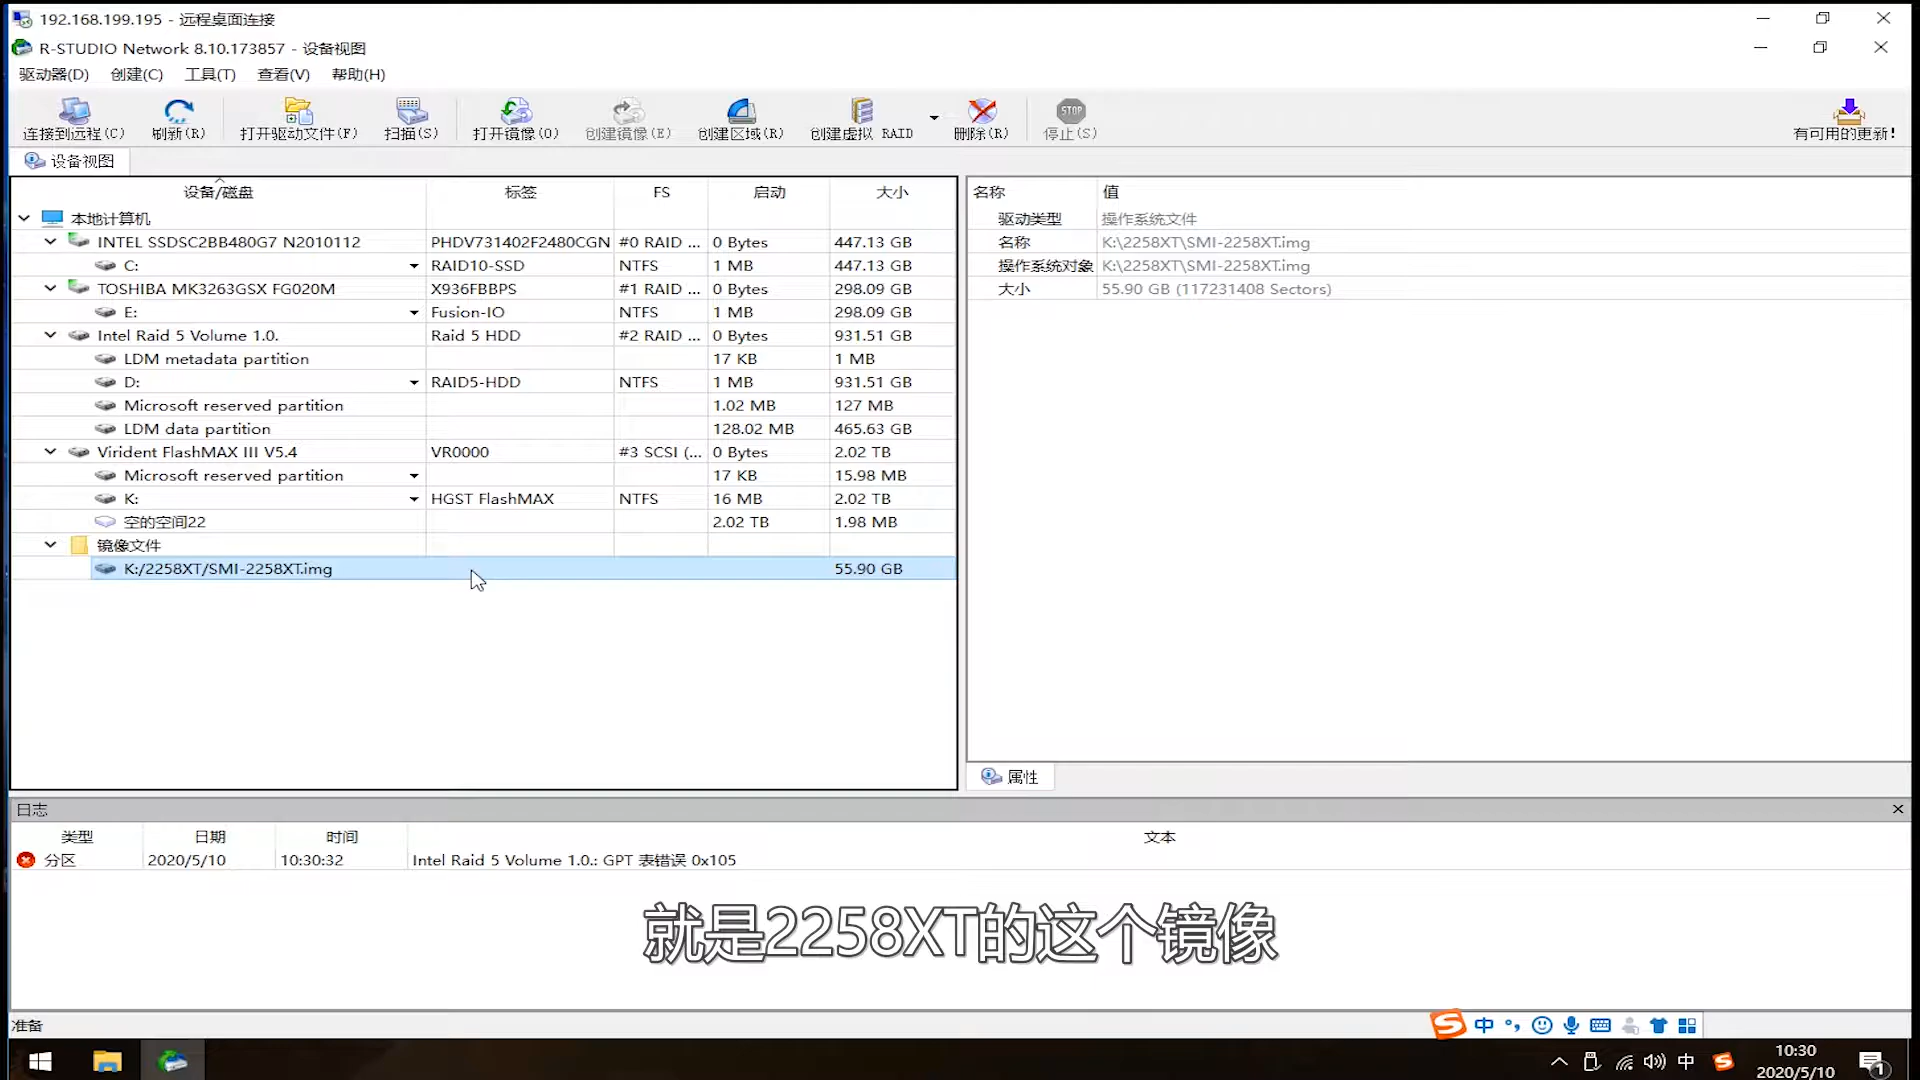 192.168.199.195 - 远程桌面连接
R-STUDIO Network 8.10.173857 - 设备视图
驱动器(D) 创建(C) 工具(T) 查看(V) 帮助(H)
连接到远程(C) 刷新(R) 打开驱动文件(F) 扫描(S) 打开镜像(O) 创建镜像(E) 创建区域(R) 创建虚拟 RAID 删除(R) STOP 停止(S) 有可用的更新!
设备视图
设备/磁盘 标签 FS 启动 大小
本地计算机
INTEL SSDSC2BB480G7 N2010112 PHDV731402F2480CGN #0 RAID ... 0 Bytes 447.13 GB
C: RAID10-SSD NTFS 1 MB 447.13 GB
TOSHIBA MK3263GSX FG020M X936FBBPS #1 RAID ... 0 Bytes 298.09 GB
E: Fusion-IO NTFS 1 MB 298.09 GB
Intel Raid 5 Volume 1.0. Raid 5 HDD #2 RAID ... 0 Bytes 931.51 GB
LDM metadata partition 17 KB 1 MB
D: RAID5-HDD NTFS 1 MB 931.51 GB
Microsoft reserved partition 1.02 MB 127 MB
LDM data partition 128.02 MB 465.63 GB
Virident FlashMAX III V5.4 VR0000 #3 SCSI (... 0 Bytes 2.02 TB
Microsoft reserved partition 17 KB 15.98 MB
K: HGST FlashMAX NTFS 16 MB 2.02 TB
空的空间22 2.02 TB 1.98 MB
镜像文件
K:/2258XT/SMI-2258XT.img 55.90 GB
名称 值
驱动类型 操作系统文件
名称 K:\2258XT\SMI-2258XT.img
操作系统对象 K:\2258XT\SMI-2258XT.img
大小 55.90 GB (117231408 Sectors)
属性
日志
类型 日期 时间 文本
分区 2020/5/10 10:30:32 Intel Raid 5 Volume 1.0.: GPT 表错误 0x105
就是2258XT的这个镜像
准备
中
中 10:30
2020/5/10
1